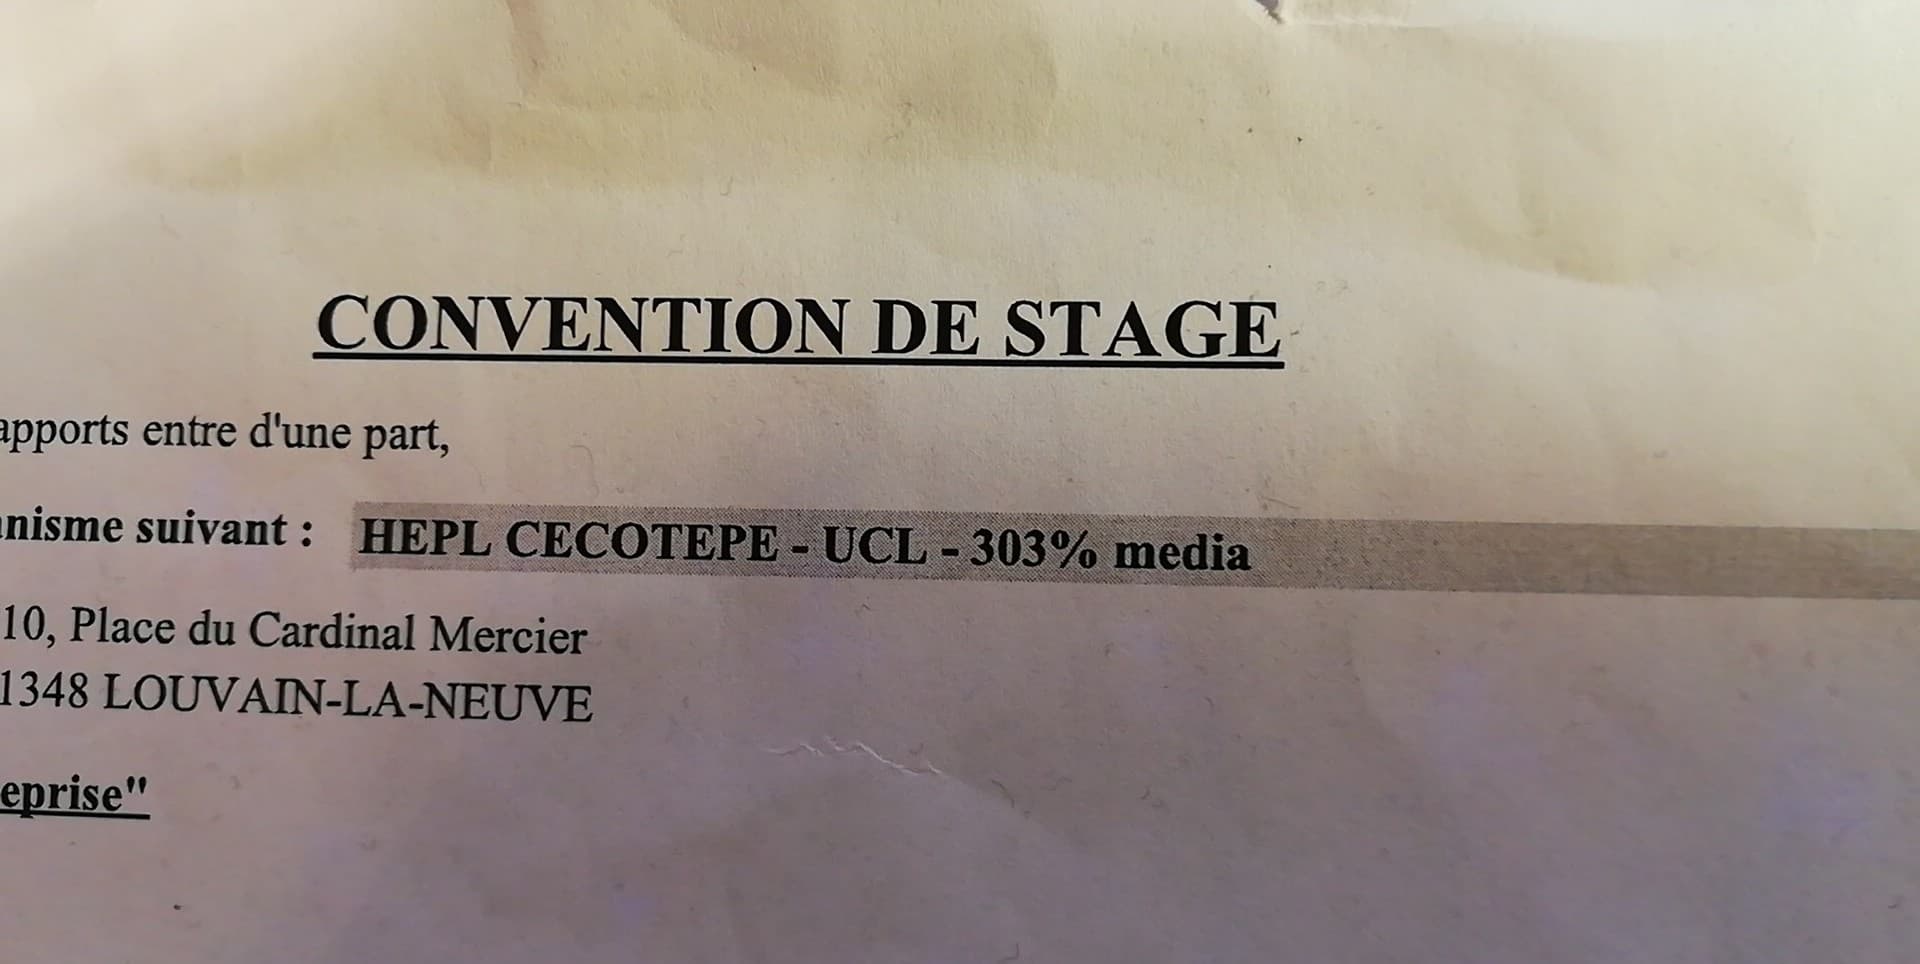 CONVENTION DE STAGE
apports entre d'une part,
nisme suivant : HEPL CECOTEPE - UCL - 303% media
10, Place du Cardinal Mercier
1348 LOUVAIN-LA-NEUVE
eprise"